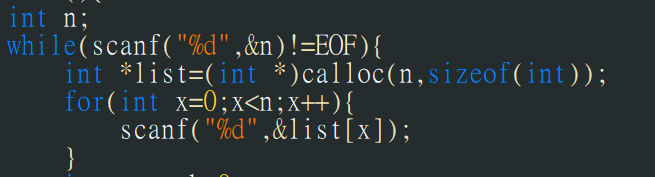 int n;
while(scanf("%d",&n)!=EOF){
    int *list=(int *)calloc(n,sizeof(int));
    for(int x=0;x<n;x++){
        scanf("%d",&list[x]);
    }